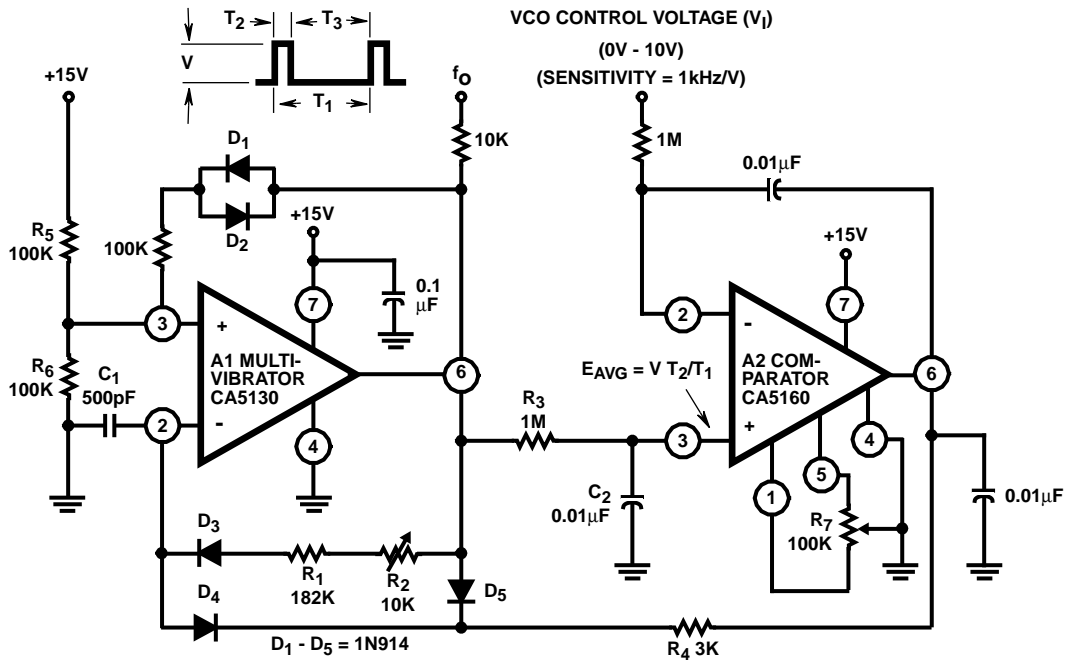 T2
T3
V
T1
+15V
fO
VCO CONTROL VOLTAGE (VI)
(0V - 10V)
(SENSITIVITY = 1kHz/V)
10K
1M
0.01μF
D1
D2
+15V
+15V
R5
100K
100K
0.1
μF
7
7
3
+
2
-
A1 MULTI-
VIBRATOR
CA5130
A2 COM-
PARATOR
CA5160
6
6
R6
100K
C1
500pF
2
-
4
EAVG = V T2/T1
R3
1M
3
+
4
5
1
C2
0.01μF
R7
100K
0.01μF
D3
R1
182K
R2
10K
D5
D4
D1 - D5 = 1N914
R4 3K